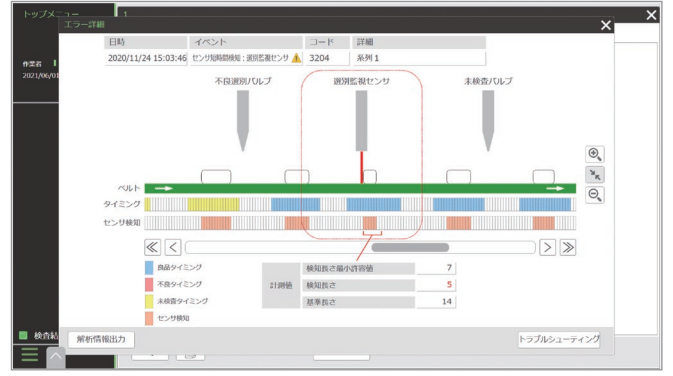 トップメニュー
1
エラー詳細
作業者
2021/06/01
日時 イベント コード 詳細
2020/11/24 15:03:46 センサ短時間検知:選別監視センサ 3204 系列1
不良選別バルブ 選別監視センサ 未検査バルブ
ベルト
タイミング
センサ検知
良品タイミング
不良タイミング
未検査タイミング
センサ検知
計測値
検知長さ最小許容値 7
検知長さ 5
基準長さ 14
検査結
解析情報出力
トラブルシューティング